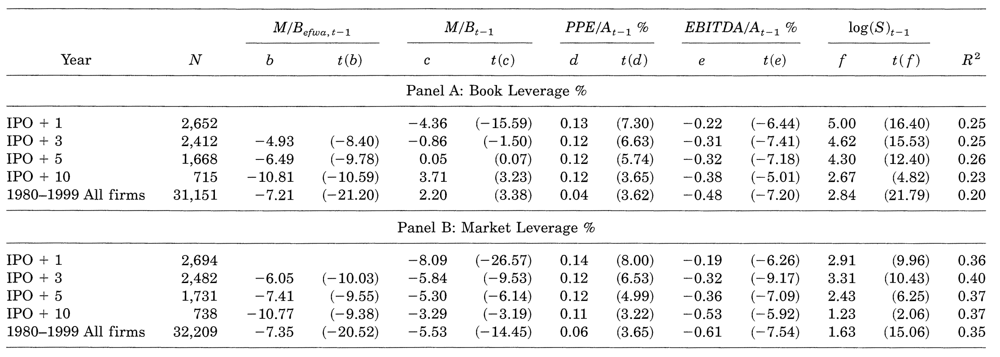 M/B_{efwa, t−1} M/B_{t−1} PPE/A_{t−1} % EBITDA/A_{t−1} % log(S)_{t−1}
Year N b t(b) c t(c) d t(d) e t(e) f t(f) R²
Panel A: Book Leverage %
IPO + 1 2,652 −4.36 (−15.59) 0.13 (7.30) −0.22 (−6.44) 5.00 (16.40) 0.25
IPO + 3 2,412 −4.93 (−8.40) −0.86 (−1.50) 0.12 (6.63) −0.31 (−7.41) 4.62 (15.53) 0.25
IPO + 5 1,668 −6.49 (−9.78) 0.05 (0.07) 0.12 (5.74) −0.32 (−7.18) 4.30 (12.40) 0.26
IPO + 10 715 −10.81 (−10.59) 3.71 (3.23) 0.12 (3.65) −0.38 (−5.01) 2.67 (4.82) 0.23
1980–1999 All firms 31,151 −7.21 (−21.20) 2.20 (3.38) 0.04 (3.62) −0.48 (−7.20) 2.84 (21.79) 0.20
Panel B: Market Leverage %
IPO + 1 2,694 −8.09 (−26.57) 0.14 (8.00) −0.19 (−6.26) 2.91 (9.96) 0.36
IPO + 3 2,482 −6.05 (−10.03) −5.84 (−9.53) 0.12 (6.53) −0.32 (−9.17) 3.31 (10.43) 0.40
IPO + 5 1,731 −7.41 (−9.55) −5.30 (−6.14) 0.12 (4.99) −0.36 (−7.09) 2.43 (6.25) 0.37
IPO + 10 738 −10.77 (−9.38) −3.29 (−3.19) 0.11 (3.22) −0.53 (−5.92) 1.23 (2.06) 0.37
1980–1999 All firms 32,209 −7.35 (−20.52) −5.53 (−14.45) 0.06 (3.65) −0.61 (−7.54) 1.63 (15.06) 0.35